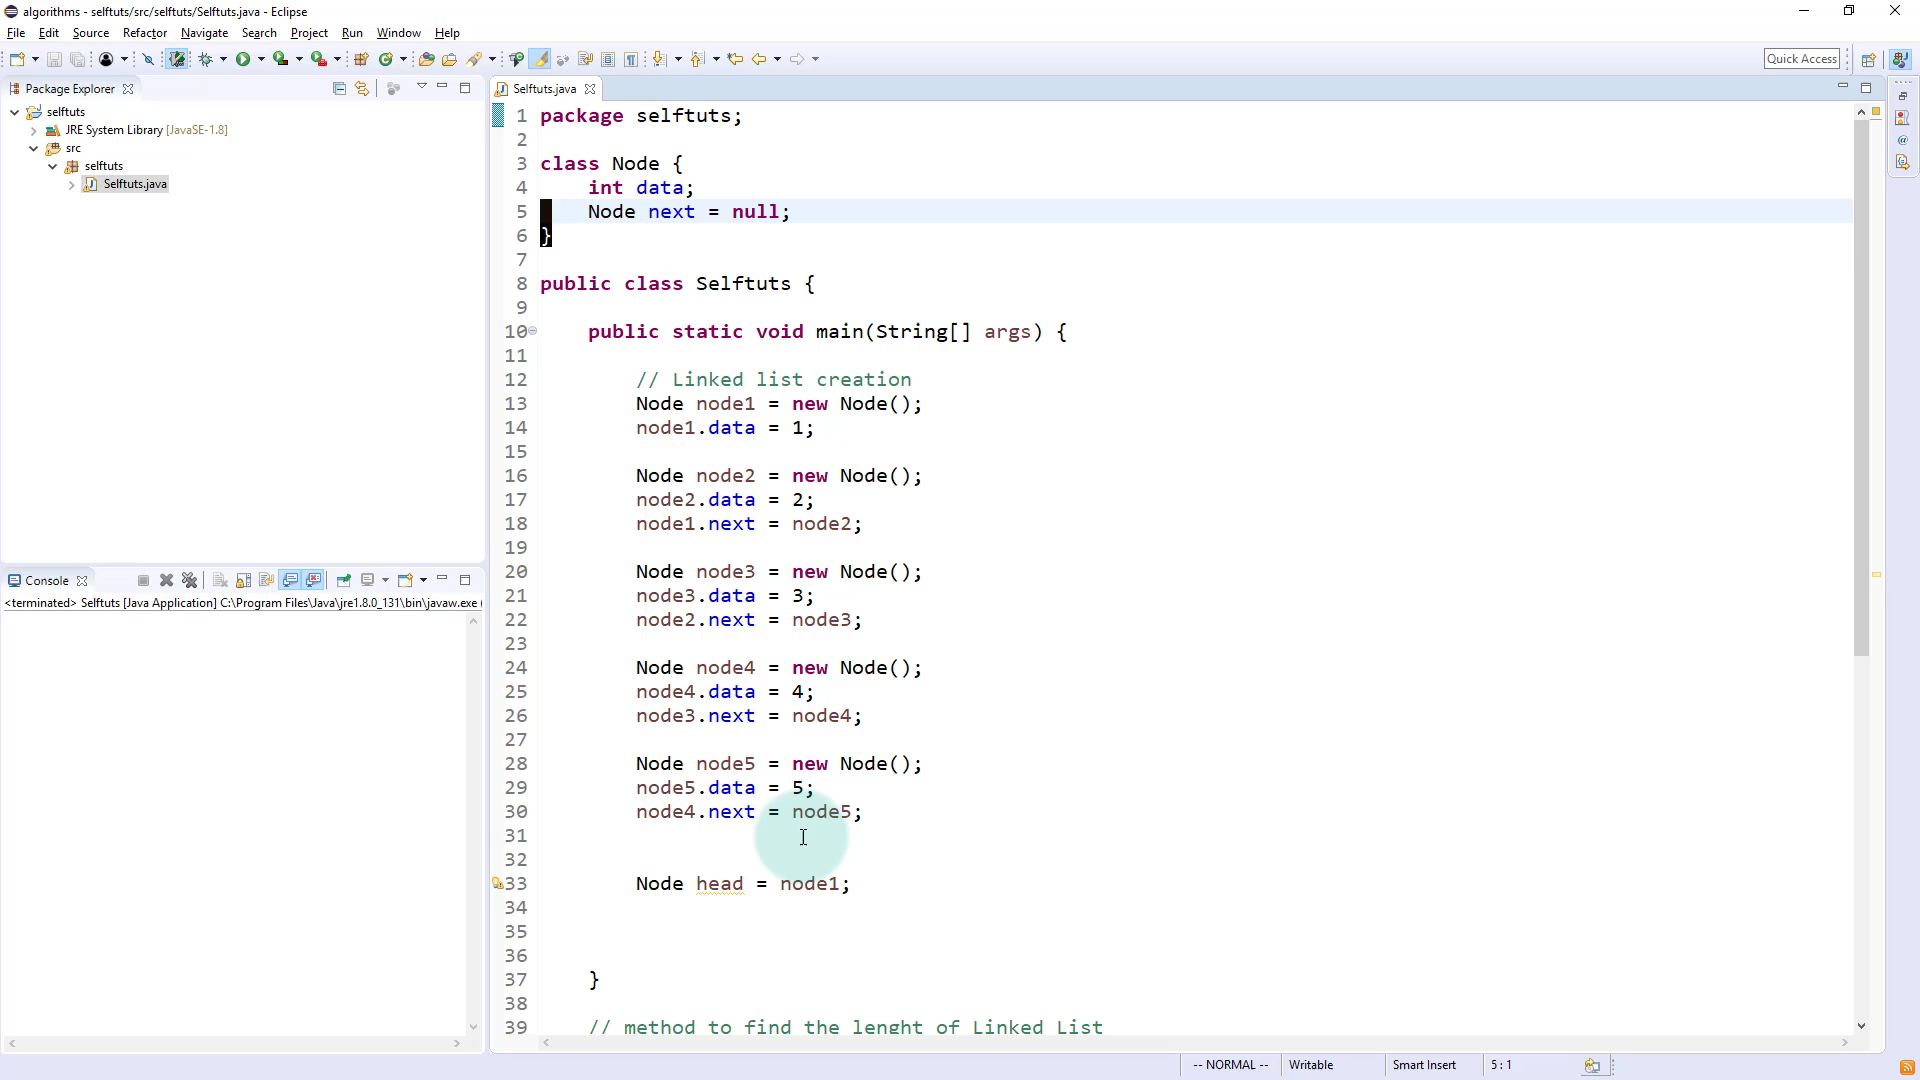 algorithms - selftuts/src/selftuts/Selftuts.java - Eclipse
File Edit Source Refactor Navigate Search Project Run Window Help
Quick Access
Package Explorer
selftuts
JRE System Library [JavaSE-1.8]
src
selftuts
Selftuts.java
Console
<terminated> Selftuts [Java Application] C:\Program Files\Java\jre1.8.0_131\bin\javaw.exe (
Selftuts.java
1 package selftuts;
2
3 class Node {
4 int data;
5 Node next = null;
6 }
7
8 public class Selftuts {
9
10 public static void main(String[] args) {
11
12 // Linked list creation
13 Node node1 = new Node();
14 node1.data = 1;
15
16 Node node2 = new Node();
17 node2.data = 2;
18 node1.next = node2;
19
20 Node node3 = new Node();
21 node3.data = 3;
22 node2.next = node3;
23
24 Node node4 = new Node();
25 node4.data = 4;
26 node3.next = node4;
27
28 Node node5 = new Node();
29 node5.data = 5;
30 node4.next = node5;
31
32
33 Node head = node1;
34
35
36
37 }
38
39 // method to find the lenght of Linked List
-- NORMAL -- Writable Smart Insert 5 : 1